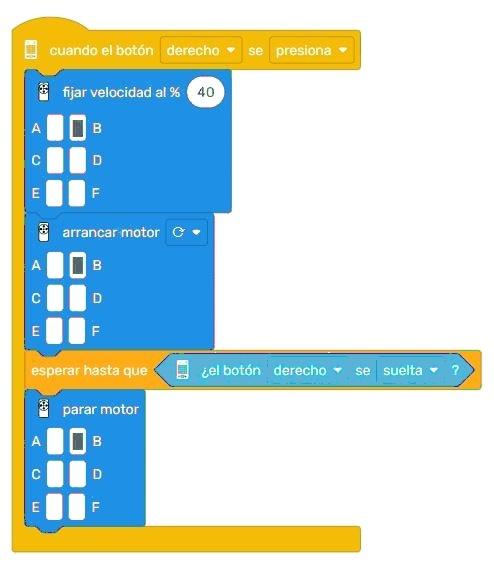 cuando el botón derecho se presiona
fijar velocidad al % 40
A B
C D
E F
arrancar motor
A B
C D
E F
esperar hasta que ¿el botón derecho se suelta ?
parar motor
A B
C D
E F